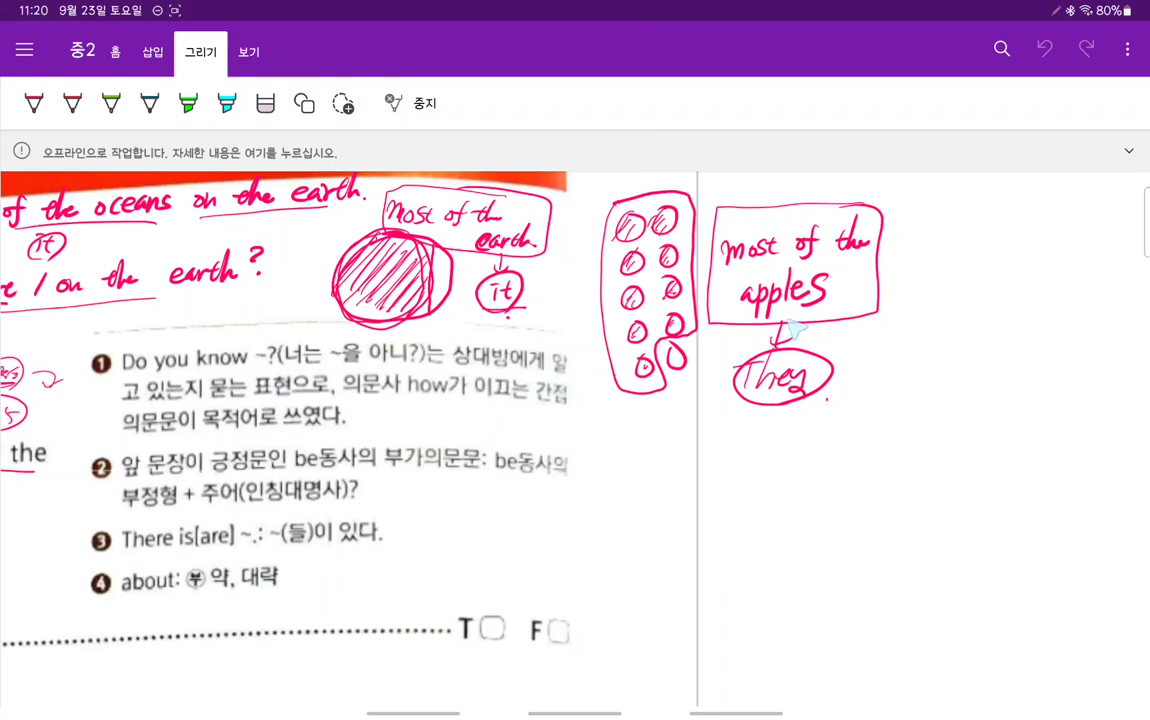 11:20 9월 23일 토요일 80%
중2 홈 삽입 그리기 보기
중지
오프라인으로 작업합니다. 자세한 내용은 여기를 누르십시오.
of the oceans on the earth.
it
on the earth?
Most of the
earth
it
most of the
apples
They
5
the
1 Do you know ~?(너는 ~을 아니?)는 상대방에게 알
고 있는지 묻는 표현으로, 의문사 how가 이끄는 간접
의문문이 목적어로 쓰였다.
2 앞 문장이 긍정문인 be동사의 부가의문문: be동사의
부정형 + 주어(인칭대명사)?
3 There is[are] ~.: ~(들)이 있다.
4 about: 부 약, 대략
T F